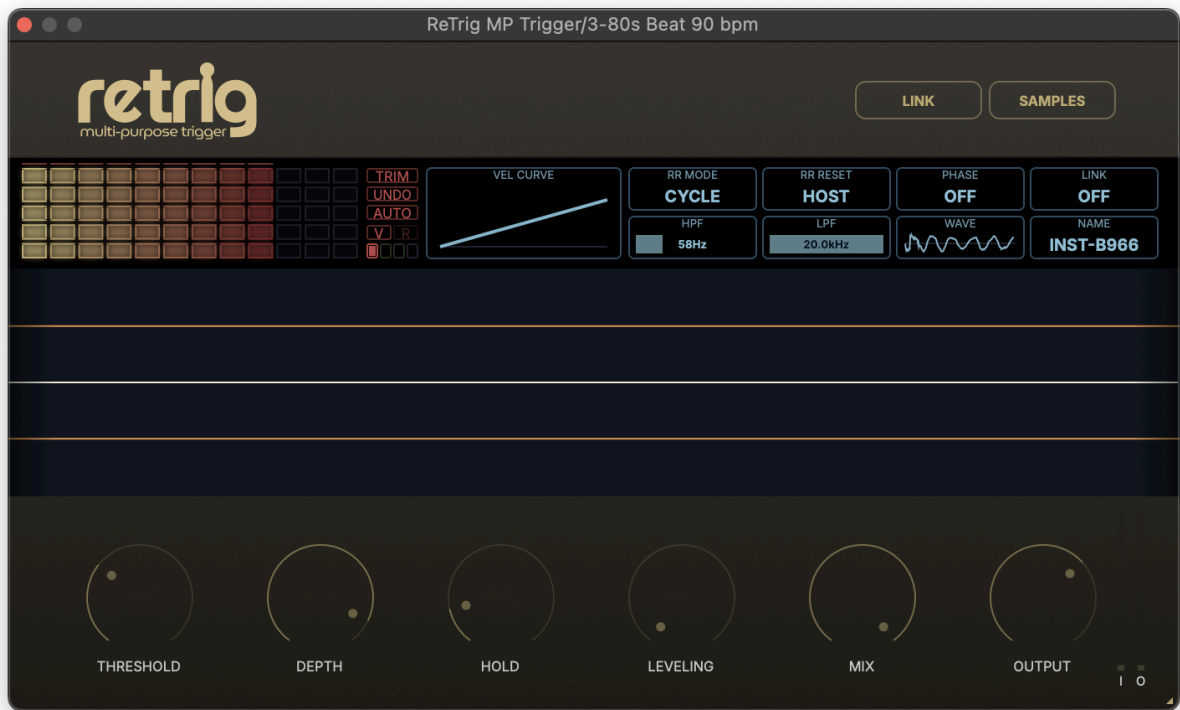 ReTrig MP Trigger/3-80s Beat 90 bpm
retrig
multi-purpose trigger
LINK
SAMPLES
TRIM
UNDO
AUTO
V R
VEL CURVE
RR MODE
CYCLE
RR RESET
HOST
PHASE
OFF
LINK
OFF
HPF
58Hz
LPF
20.0kHz
WAVE
NAME
INST-B966
THRESHOLD
DEPTH
HOLD
LEVELING
MIX
OUTPUT
I O